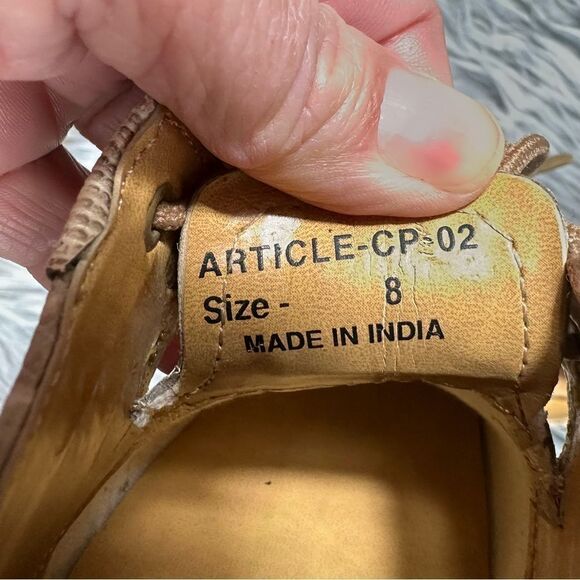 ARTICLE-CP-02
Size - 8
MADE IN INDIA